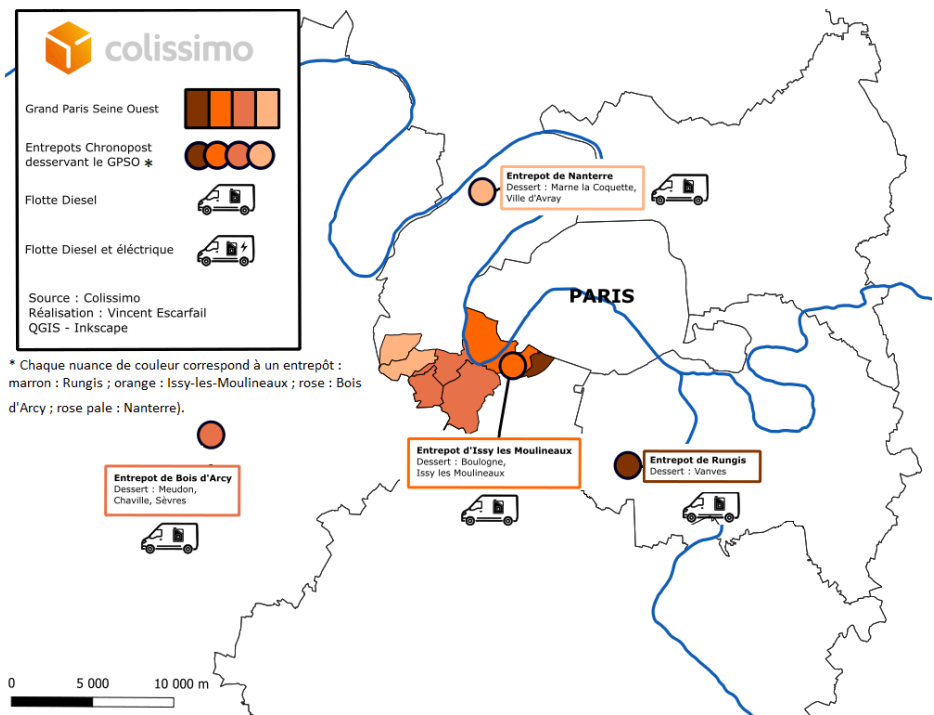 colissimo
Grand Paris Seine Ouest
Entrepots Chronopost
desservant le GPSO *
Flotte Diesel
Flotte Diesel et éléctrique
Source : Colissimo
Réalisation : Vincent Escarfail
QGIS - Inkscape
* Chaque nuance de couleur correspond à un entrepôt :
marron : Rungis ; orange : Issy-les-Moulineaux ; rose : Bois
d'Arcy ; rose pale : Nanterre).
Entrepot de Nanterre
Dessert : Marne la Coquette,
Ville d'Avray
PARIS
Entrepot d'Issy les Moulineaux
Dessert : Boulogne,
Issy les Moulineaux
Entrepot de Rungis
Dessert : Vanves
Entrepot de Bois d'Arcy
Dessert : Meudon,
Chaville, Sèvres
0 5 000 10 000 m